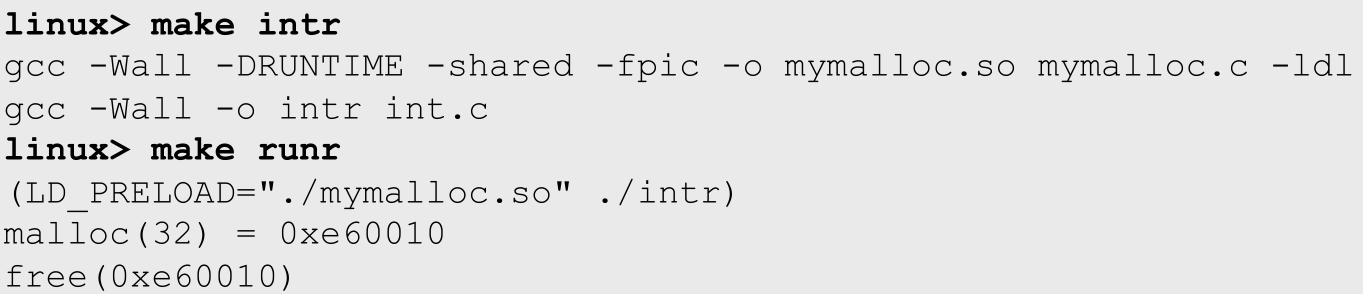 linux> make intr
gcc -Wall -DRUNTIME -shared -fpic -o mymalloc.so mymalloc.c -ldl
gcc -Wall -o intr int.c
linux> make runr
(LD_PRELOAD="./mymalloc.so" ./intr)
malloc(32) = 0xe60010
free(0xe60010)